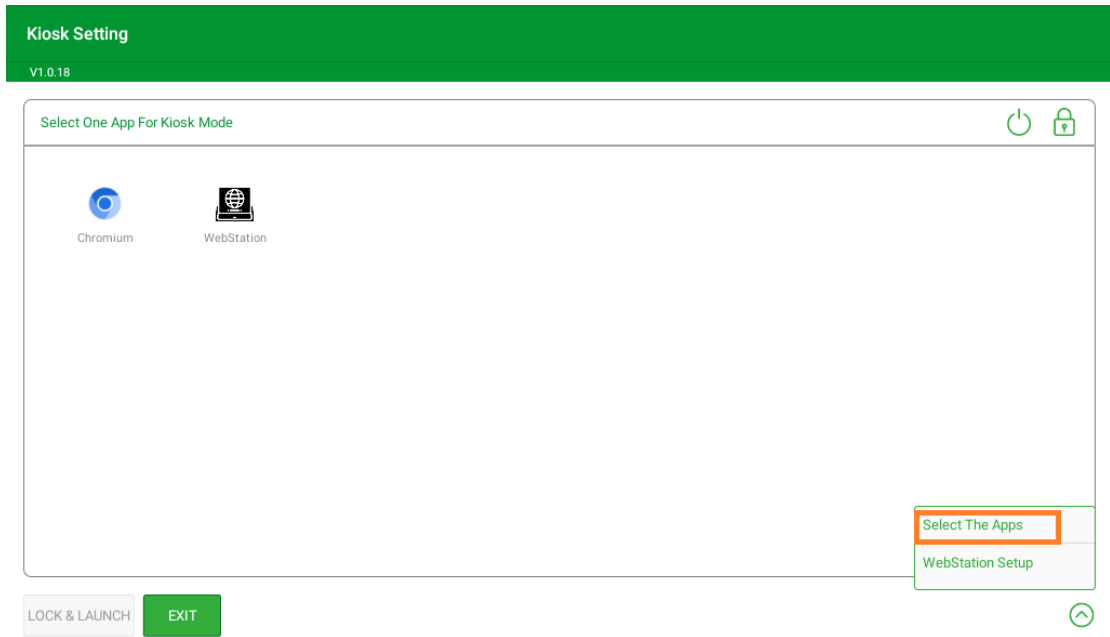 Kiosk Setting
V1.0.18
Select One App For Kiosk Mode
Chromium
WebStation
Select The Apps
WebStation Setup
LOCK & LAUNCH
EXIT